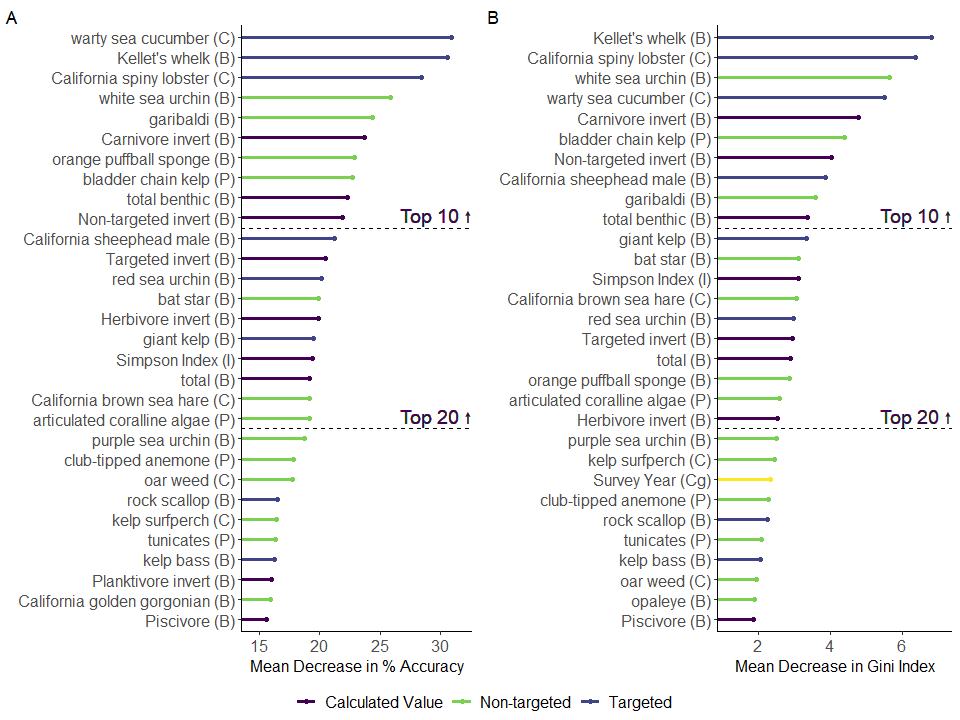 A
warty sea cucumber (C)
Kellet's whelk (B)
California spiny lobster (C)
white sea urchin (B)
garibaldi (B)
Carnivore invert (B)
orange puffball sponge (B)
bladder chain kelp (P)
total benthic (B)
Non-targeted invert (B)
Top 10 ↑
California sheephead male (B)
Targeted invert (B)
red sea urchin (B)
bat star (B)
Herbivore invert (B)
giant kelp (B)
Simpson Index (I)
total (B)
California brown sea hare (C)
articulated coralline algae (P)
Top 20 ↑
purple sea urchin (B)
club-tipped anemone (P)
oar weed (C)
rock scallop (B)
kelp surfperch (C)
tunicates (P)
kelp bass (B)
Planktivore invert (B)
California golden gorgonian (B)
Piscivore (B)
15 20 25 30
Mean Decrease in % Accuracy
B
Kellet's whelk (B)
California spiny lobster (C)
white sea urchin (B)
warty sea cucumber (C)
Carnivore invert (B)
bladder chain kelp (P)
Non-targeted invert (B)
California sheephead male (B)
garibaldi (B)
total benthic (B)
Top 10 ↑
giant kelp (B)
bat star (B)
Simpson Index (I)
California brown sea hare (C)
red sea urchin (B)
Targeted invert (B)
total (B)
orange puffball sponge (B)
articulated coralline algae (P)
Herbivore invert (B)
Top 20 ↑
purple sea urchin (B)
kelp surfperch (C)
Survey Year (Cg)
club-tipped anemone (P)
rock scallop (B)
tunicates (P)
kelp bass (B)
oar weed (C)
opaleye (B)
Piscivore (B)
2 4 6
Mean Decrease in Gini Index
Calculated Value Non-targeted Targeted